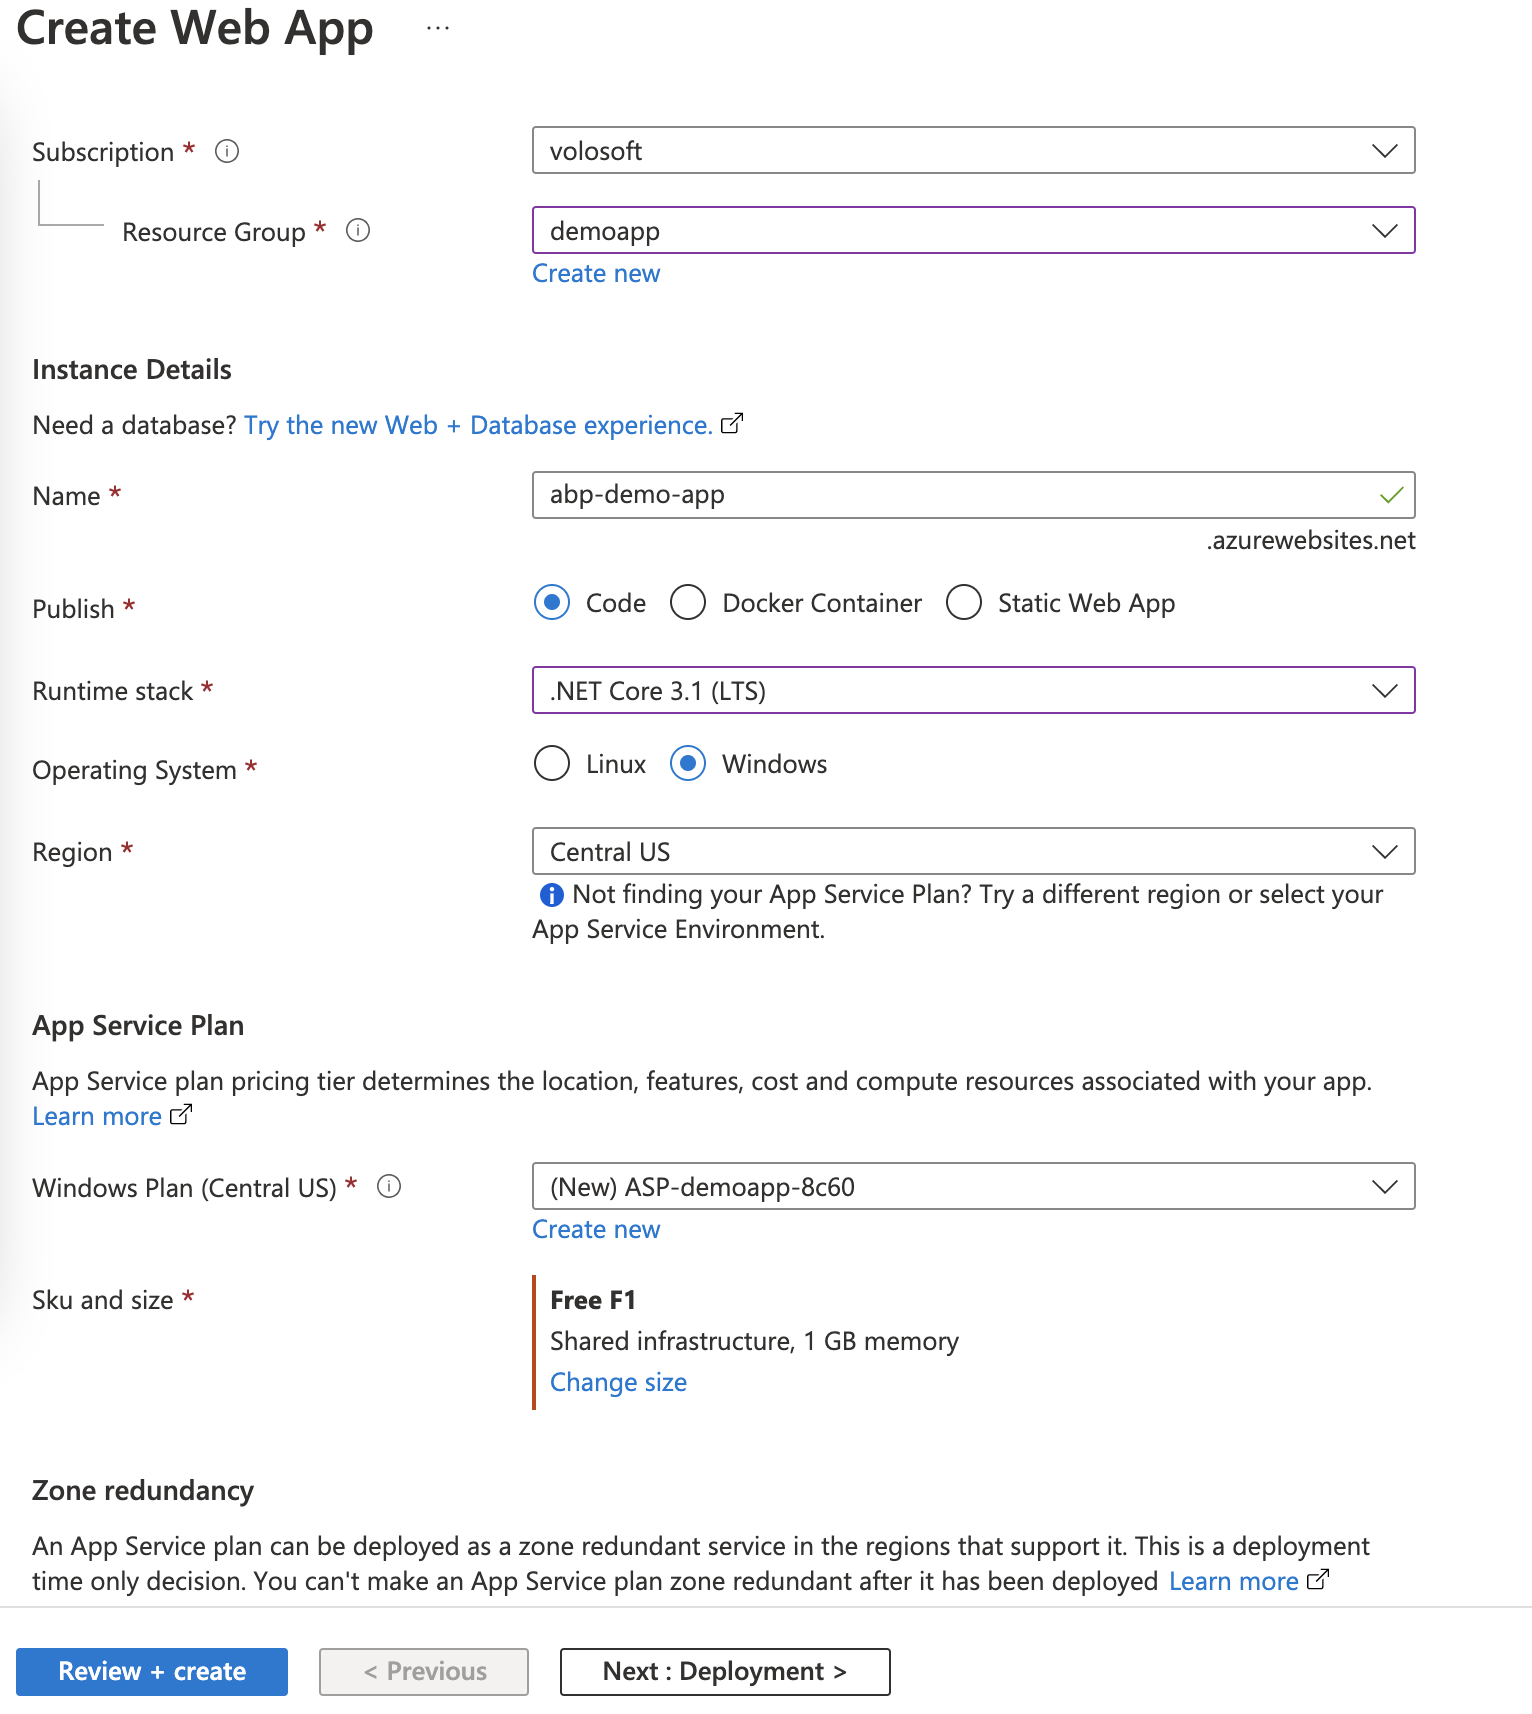 Create Web App ...
Subscription *
volosoft
Resource Group *
demoapp
Create new
Instance Details
Need a database? Try the new Web + Database experience.
Name *
abp-demo-app
.azurewebsites.net
Publish *
Code Docker Container Static Web App
Runtime stack *
.NET Core 3.1 (LTS)
Operating System *
Linux Windows
Region *
Central US
Not finding your App Service Plan? Try a different region or select your
App Service Environment.
App Service Plan
App Service plan pricing tier determines the location, features, cost and compute resources associated with your app.
Learn more
Windows Plan (Central US) *
(New) ASP-demoapp-8c60
Create new
Sku and size *
Free F1
Shared infrastructure, 1 GB memory
Change size
Zone redundancy
An App Service plan can be deployed as a zone redundant service in the regions that support it. This is a deployment
time only decision. You can't make an App Service plan zone redundant after it has been deployed Learn more
Review + create
< Previous
Next : Deployment >